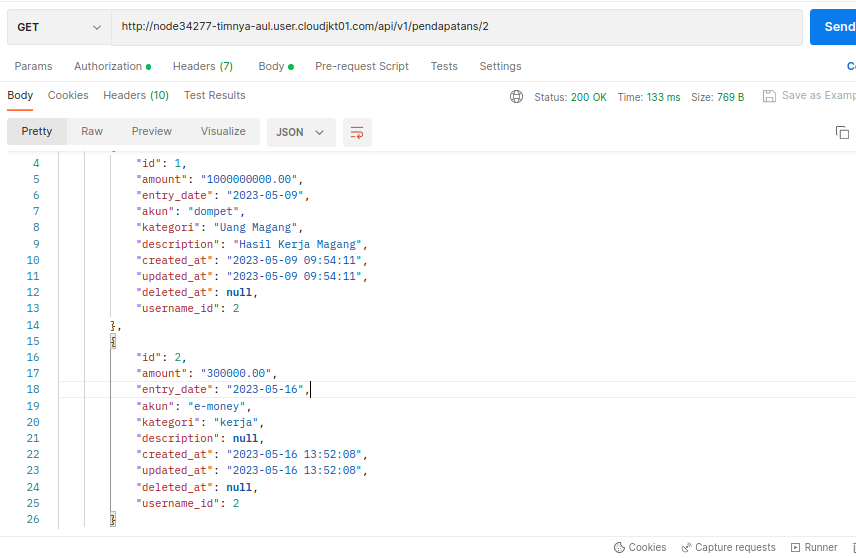 GET http://node34277-timnya-aul.user.cloudjkt01.com/api/v1/pendapatans/2 Send
Params Authorization Headers (7) Body Pre-request Script Tests Settings
Body Cookies Headers (10) Test Results Status: 200 OK Time: 133 ms Size: 769 B Save as
Pretty Raw Preview Visualize JSON
4 "id": 1,
5 "amount": "1000000000.00",
6 "entry_date": "2023-05-09",
7 "akun": "dompet",
8 "kategori": "Uang Magang",
9 "description": "Hasil Kerja Magang",
10 "created_at": "2023-05-09 09:54:11",
11 "updated_at": "2023-05-09 09:54:11",
12 "deleted_at": null,
13 "username_id": 2
14 },
15 {
16 "id": 2,
17 "amount": "300000.00",
18 "entry_date": "2023-05-16",
19 "akun": "e-money",
20 "kategori": "kerja",
21 "description": null,
22 "created_at": "2023-05-16 13:52:08",
23 "updated_at": "2023-05-16 13:52:08",
24 "deleted_at": null,
25 "username_id": 2
26 }
Cookies Capture requests Runner